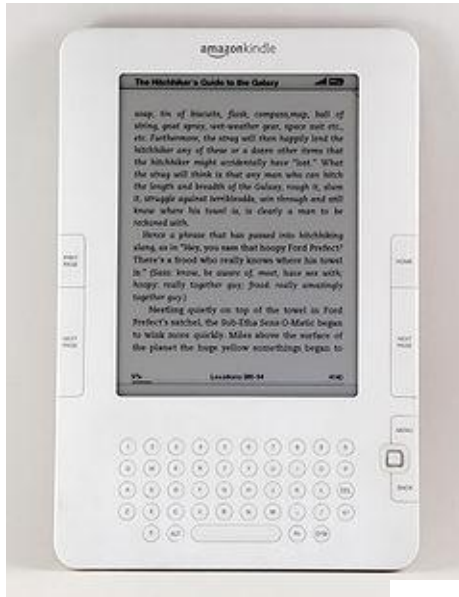 amazonkindle
The Hitchhiker's Guide to the Galaxy
soap, tin of biscuits, flask, compass, map, ball of
string, gnat spray, wet-weather gear, space suit etc.,
etc. Furthermore, the strag will then happily lend the
hitchhiker any of these or a dozen other items that
the hitchhiker might accidentally have "lost." What
the strag will think is that any man who can hitch
the length and breadth of the Galaxy, rough it, slum
it, struggle against terrible odds, win through and still
know where his towel is, is clearly a man to be
reckoned with.
Hence a phrase that has passed into hitchhiking
slang, as in "Hey, you sass that hoopy Ford Prefect?
There's a frood who really knows where his towel
is." (Sass: know, be aware of, meet, have sex with;
hoopy: really together guy; frood: really amazingly
together guy.)
Nestling quietly on top of the towel in Ford
Prefect's satchel, the Sub-Etha Sens-O-Matic began
to wink more quickly. Miles above the surface of
the planet the huge yellow somethings began to
Locations
PREV
PAGE
HOME
NEXT
PAGE
NEXT
PAGE
MENU
BACK
DEL
ALT
SYM